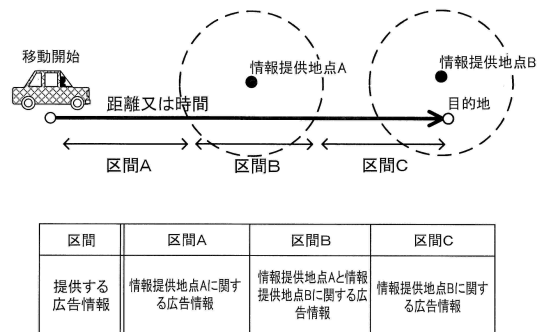 移動開始
情報提供地点A
情報提供地点B
距離又は時間
目的地
区間A
区間B
区間C
区間
区間A
区間B
区間C
提供する
広告情報
情報提供地点Aに関す
る広告情報
情報提供地点Aと情報
提供地点Bに関する広
告情報
情報提供地点Bに関す
る広告情報